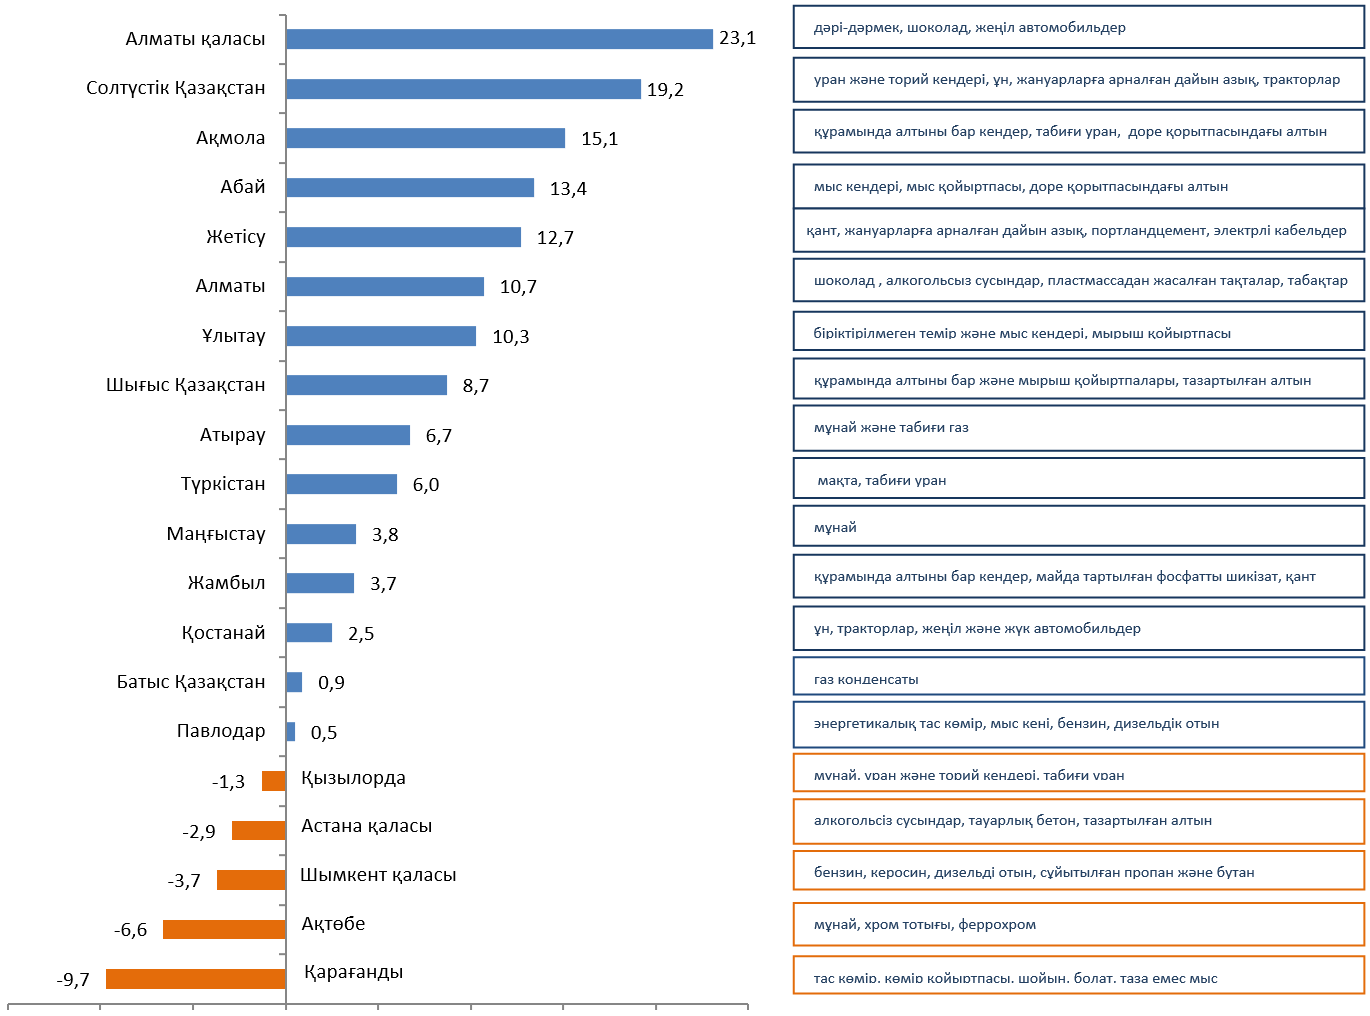 Алматы қаласы 23,1 дәрі-дәрмек, шоколад, жеңіл автомобильдер
Солтүстік Қазақстан 19,2 уран және торий кендері, ұн, жануарларға арналған дайын азық, тракторлар
Ақмола 15,1 құрамында алтыны бар кендер, табиғи уран, доре қорытпасындағы алтын
Абай 13,4 мыс кендері, мыс қойыртпасы, доре қорытпасындағы алтын
Жетісу 12,7 қант, жануарларға арналған дайын азық, портландцемент, электрлі кабельдер
Алматы 10,7 шоколад , алкогольсыз сусындар, пластмассадан жасалған тақталар, табақтар
Ұлытау 10,3 біріктірілмеген темір және мыс кендері, мырыш қойыртпасы
Шығыс Қазақстан 8,7 құрамында алтыны бар және мырыш қойыртпалары, тазартылған алтын
Атырау 6,7 мұнай және табиғи газ
Түркістан 6,0 мақта, табиғи уран
Маңғыстау 3,8 мұнай
Жамбыл 3,7 құрамында алтыны бар кендер, майда тартылған фосфатты шикізат, қант
Қостанай 2,5 ұн, тракторлар, жеңіл және жүк автомобильдер
Батыс Қазақстан 0,9 газ конденсаты
Павлодар 0,5 энергетикалық тас көмір, мыс кені, бензин, дизельдік отын
-1,3 Қызылорда мұнай, уран және торий кендері, табиғи уран
-2,9 Астана қаласы алкогольсіз сусындар, тауарлық бетон, тазартылған алтын
-3,7 Шымкент қаласы бензин, керосин, дизельді отын, сұйытылған пропан және бутан
-6,6 Ақтөбе мұнай, хром тотығы, феррохром
-9,7 Қарағанды тас көмір, көмір қойыртпасы, шойын, болат, таза емес мыс